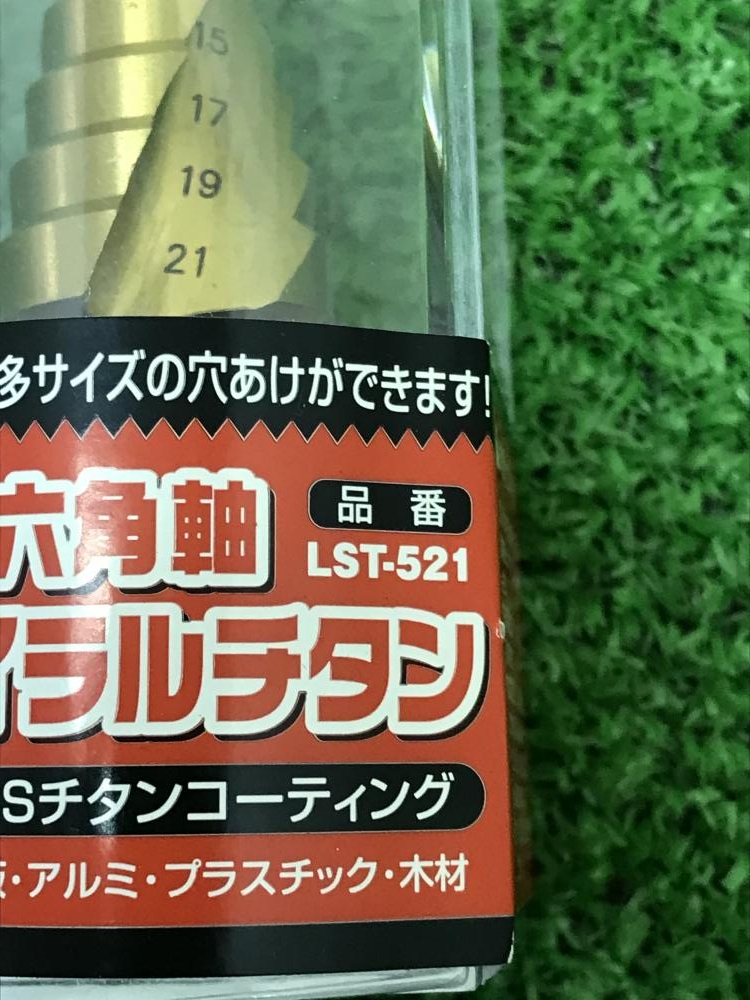 15
17
19
21
多サイズの穴あけができます!
六角軸
品番
LST-521
イラルチタン
Sチタンコーティング
板・アルミ・プラスチック・木材